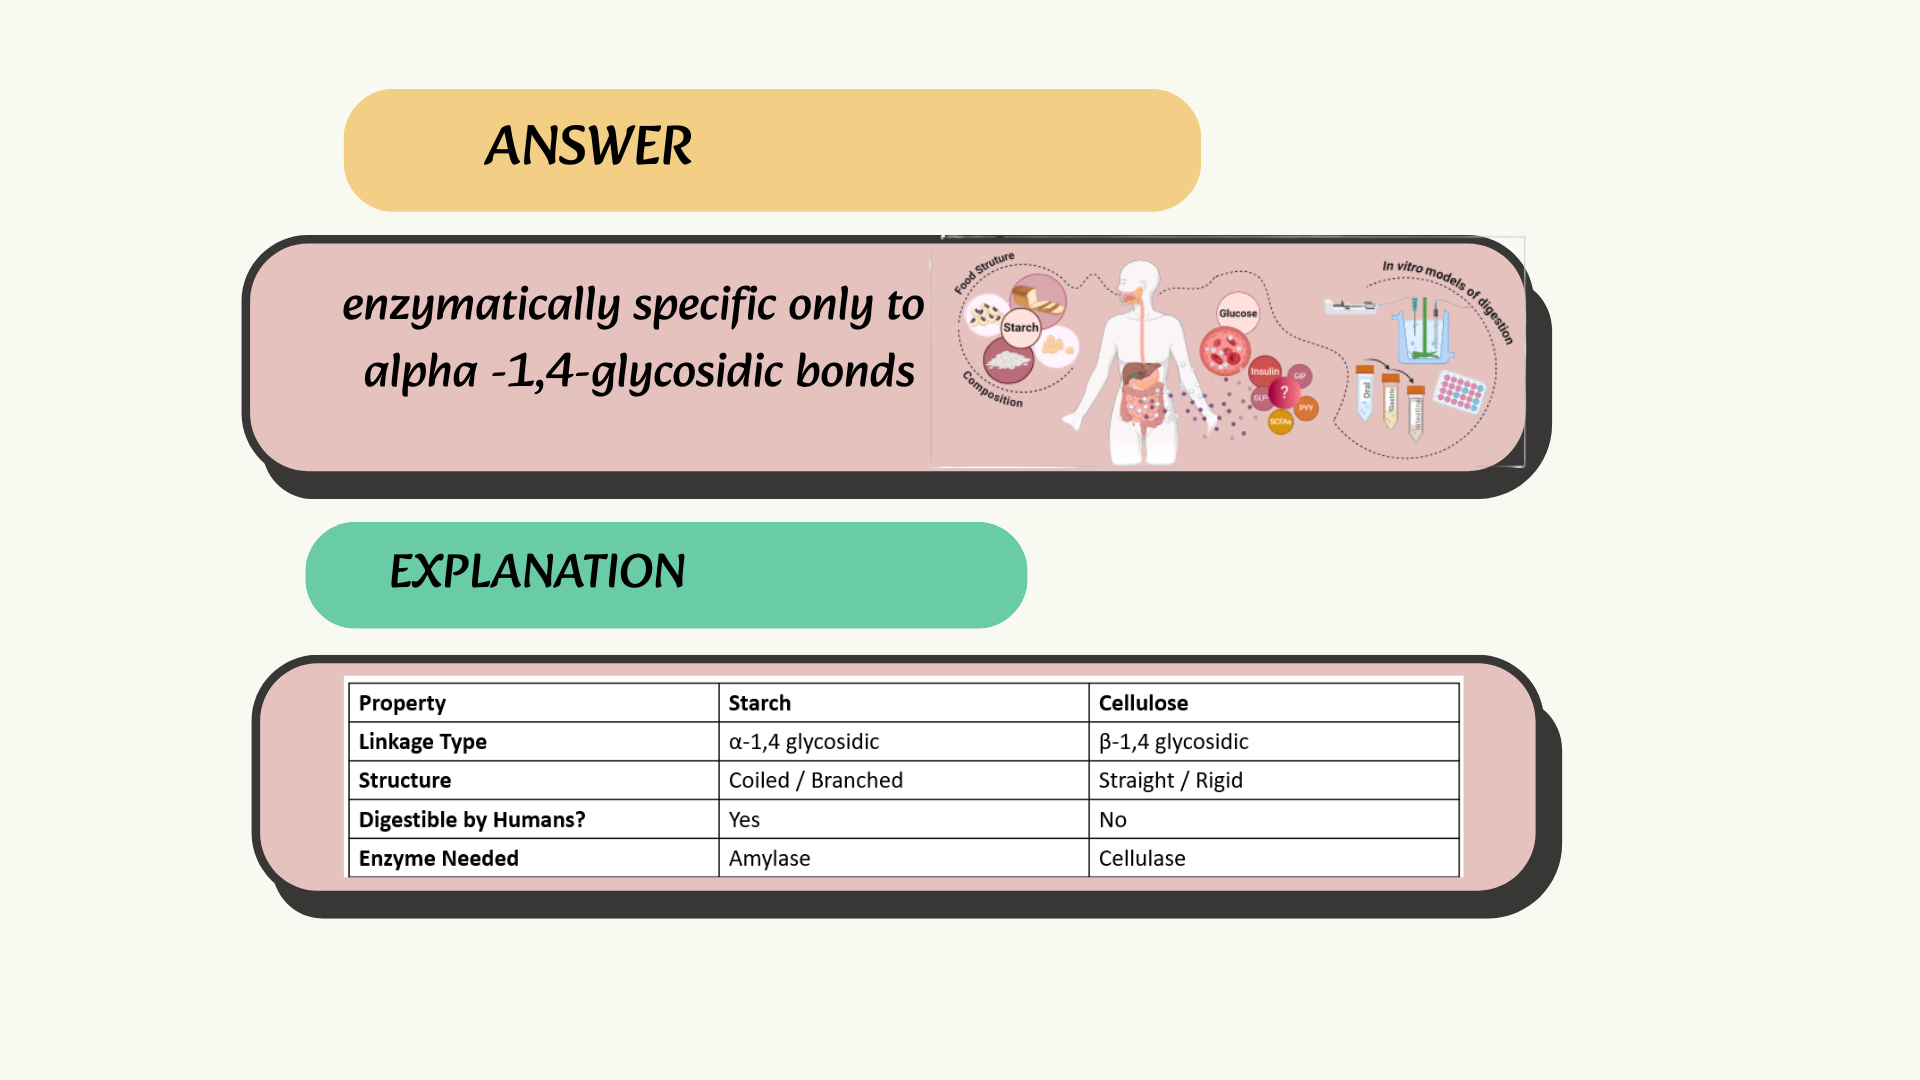 ANSWER
enzymatically specific only to
alpha -1,4-glycosidic bonds
Food Struture
Starch
Composition
Glucose
Insulin
GIP
GLP-
?
PYY
SCFAs
In vitro models of digestion
Oral
Gastric
Intestinal
EXPLANATION
Property Starch Cellulose
Linkage Type α-1,4 glycosidic β-1,4 glycosidic
Structure Coiled / Branched Straight / Rigid
Digestible by Humans? Yes No
Enzyme Needed Amylase Cellulase